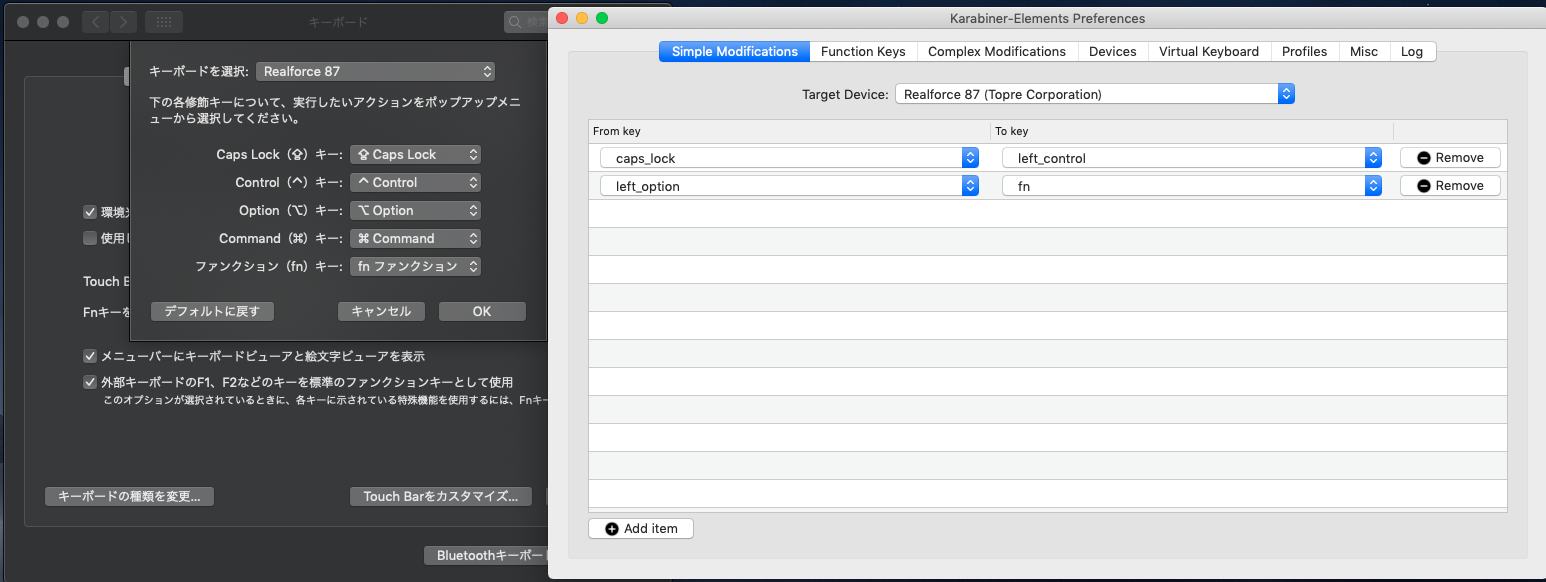 キーボード
キーボードを選択: Realforce 87
下の各修飾キーについて、実行したいアクションをポップアップメニ
ューから選択してください。
Caps Lock（⇪）キー: ⇪ Caps Lock
Control（^）キー: ^ Control
Option（⌥）キー: ⌥ Option
Command（⌘）キー: ⌘ Command
ファンクション（fn）キー: fn ファンクション
デフォルトに戻す キャンセル OK
環境光
使用し
Touch B
Fnキーを
メニューバーにキーボードビューアと絵文字ビューアを表示
外部キーボードのF1、F2などのキーを標準のファンクションキーとして使用
このオプションが選択されているときに、各キーに示されている特殊機能を使用するには、Fnキー
キーボードの種類を変更... Touch Barをカスタマイズ...
Bluetoothキーボー
Karabiner-Elements Preferences
Simple Modifications Function Keys Complex Modifications Devices Virtual Keyboard Profiles Misc Log
Target Device: Realforce 87 (Topre Corporation)
From key To key
caps_lock left_control Remove
left_option fn Remove
Add item